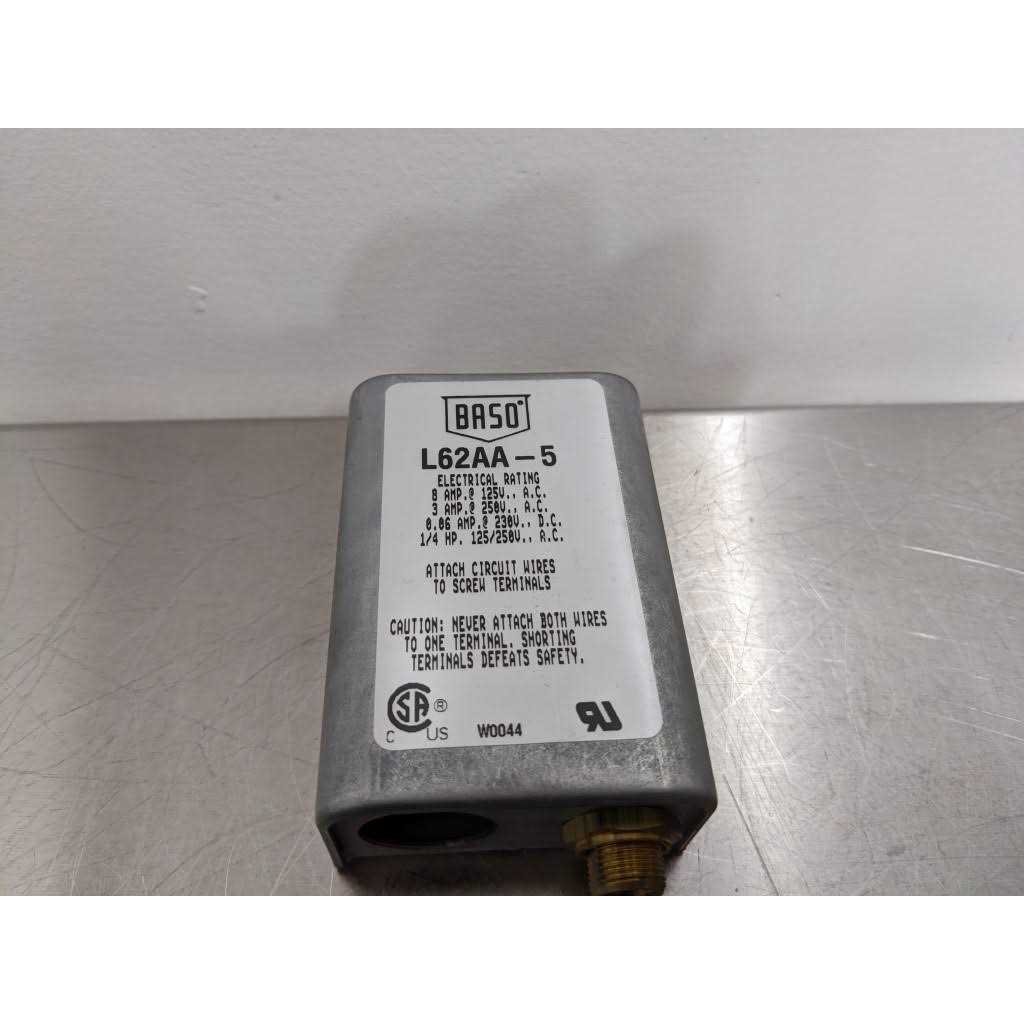 BASO
L62AA-5
ELECTRICAL RATING
8 AMP.@ 125V., A.C.
3 AMP.@ 250V., A.C.
0.06 AMP.@ 230V., D.C.
1/4 HP. 125/250V., A.C.
ATTACH CIRCUIT WIRES
TO SCREW TERMINALS
CAUTION: NEVER ATTACH BOTH WIRES
TO ONE TERMINAL. SHORTING
TERMINALS DEFEATS SAFETY.
SA ®
C US W0044 RU